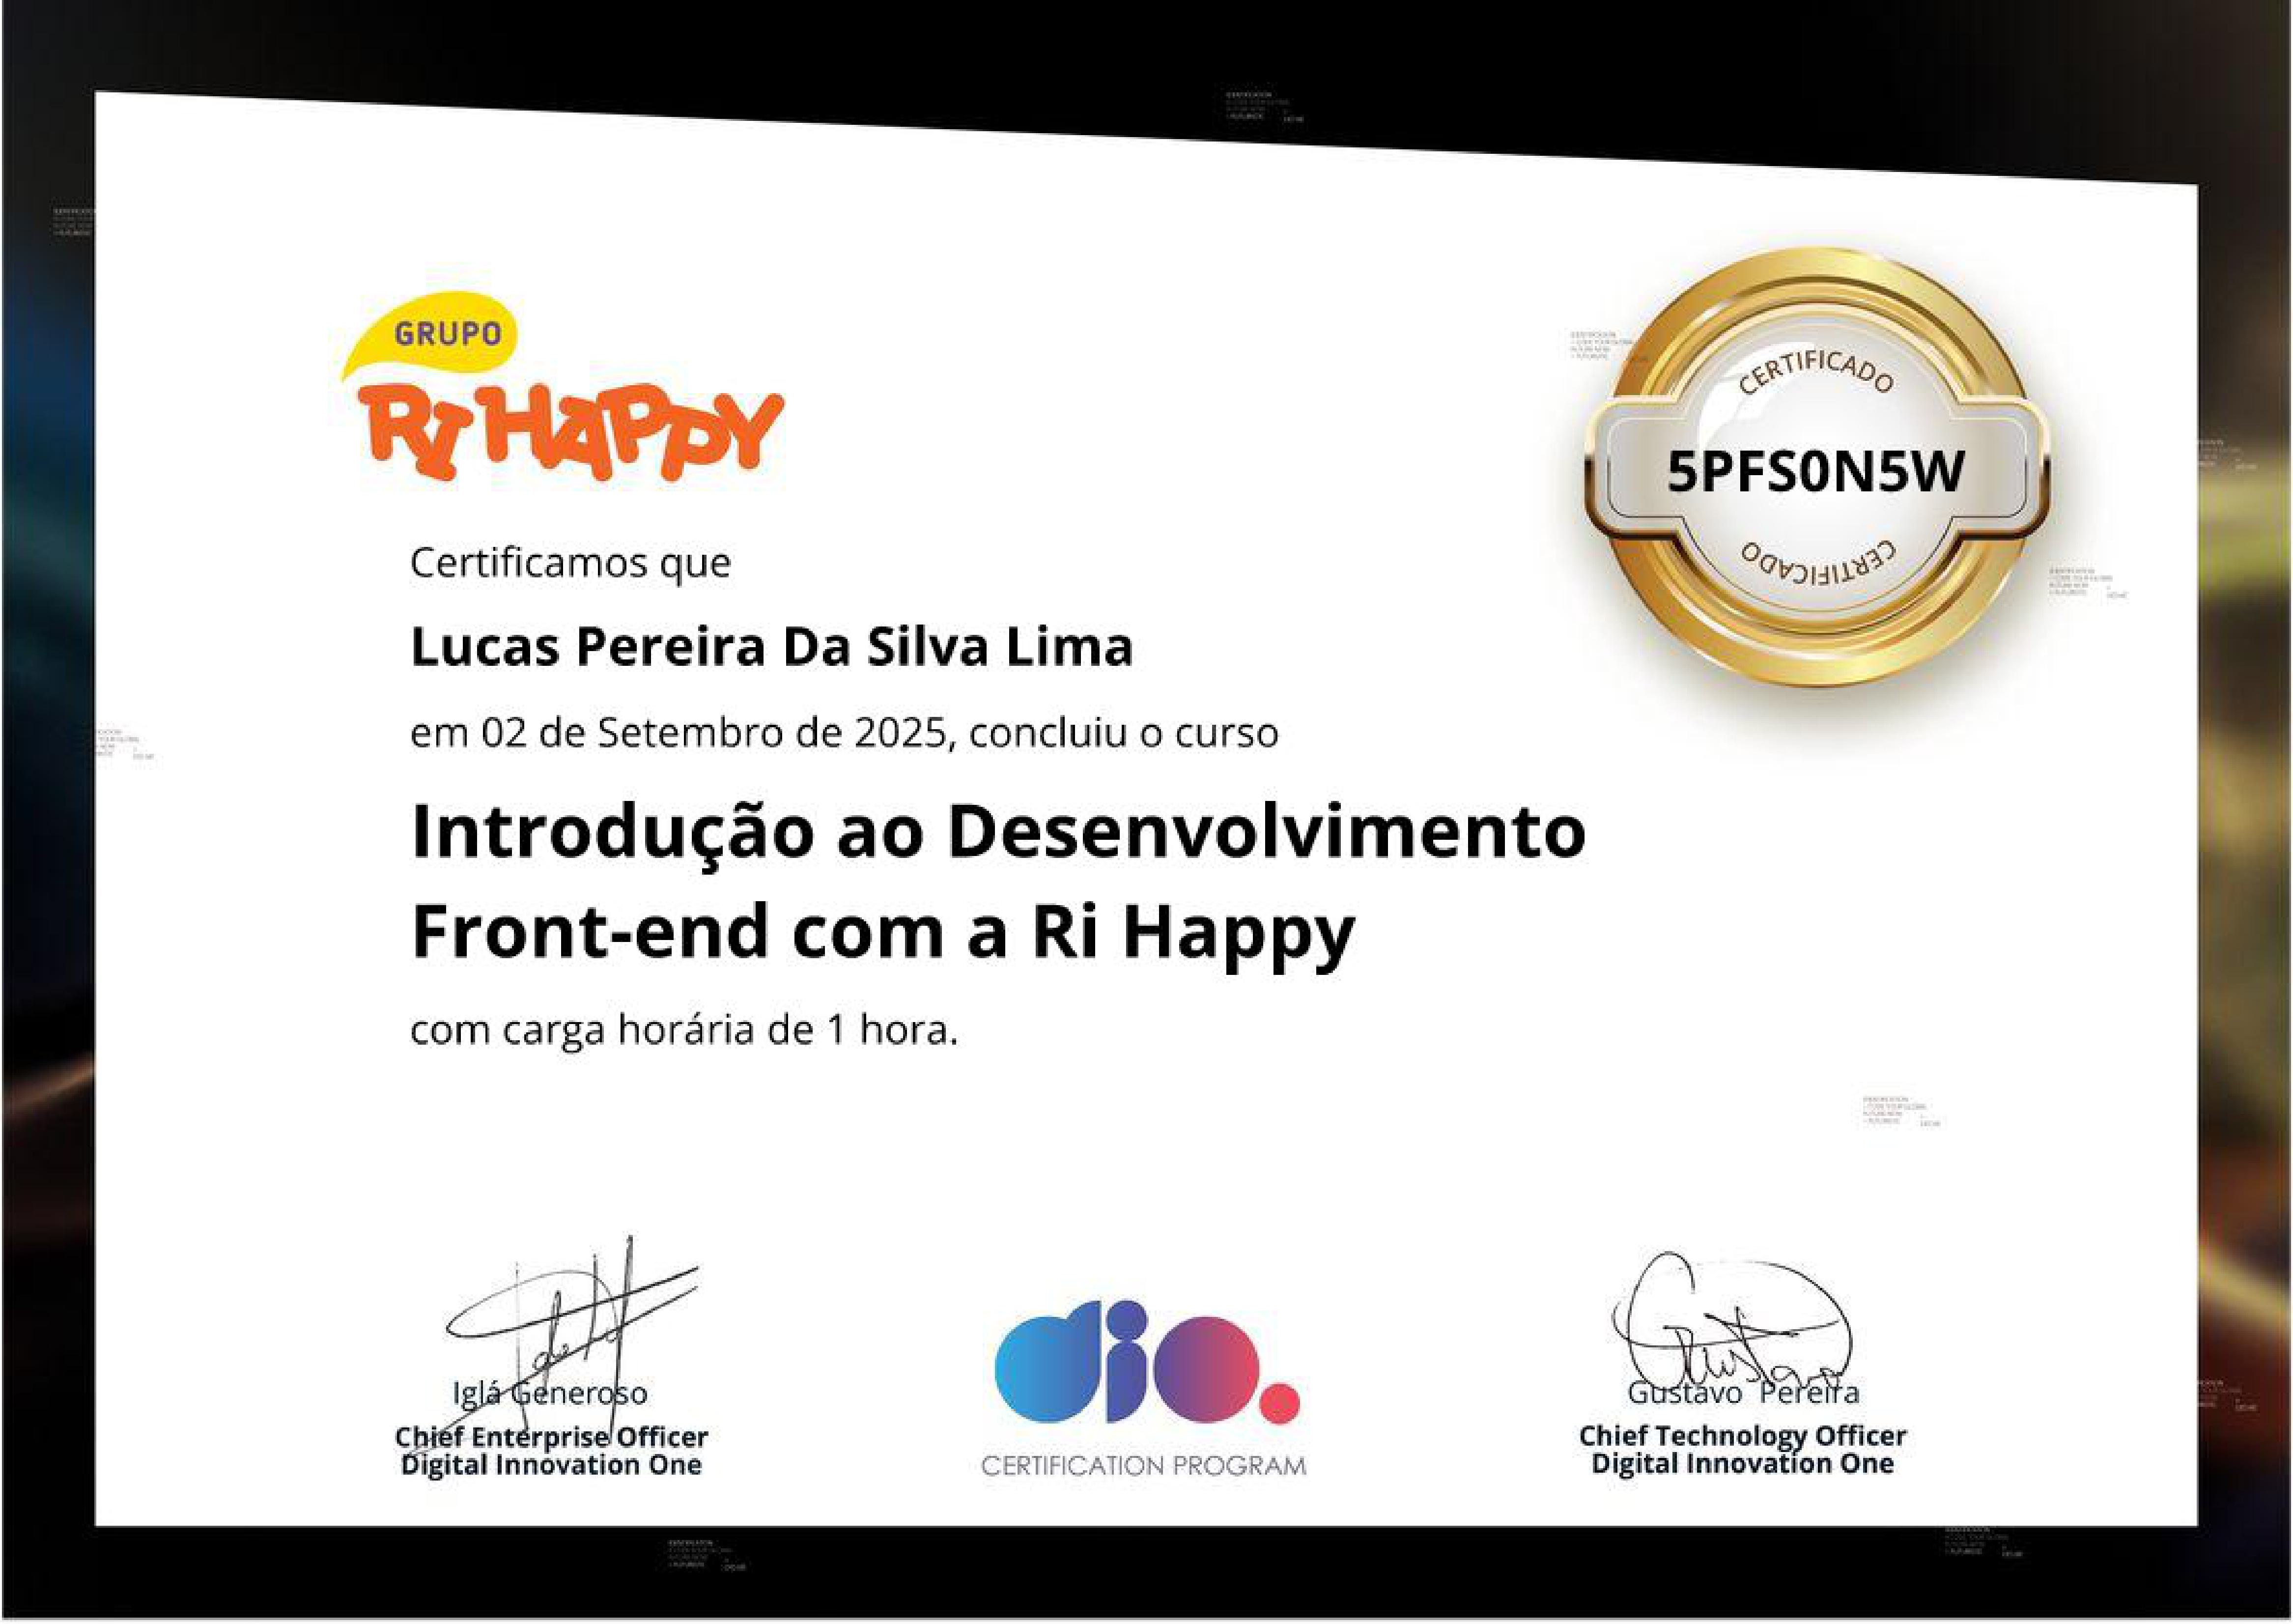 GRUPO
RI HAPPY
CERTIFICADO
5PFS0N5W
CERTIFICADO
Certificamos que
Lucas Pereira Da Silva Lima
em 02 de Setembro de 2025, concluiu o curso
Introdução ao Desenvolvimento
Front-end com a Ri Happy
com carga horária de 1 hora.
Iglá Generoso
Chief Enterprise Officer
Digital Innovation One
dio.
CERTIFICATION PROGRAM
Gustavo Pereira
Chief Technology Officer
Digital Innovation One